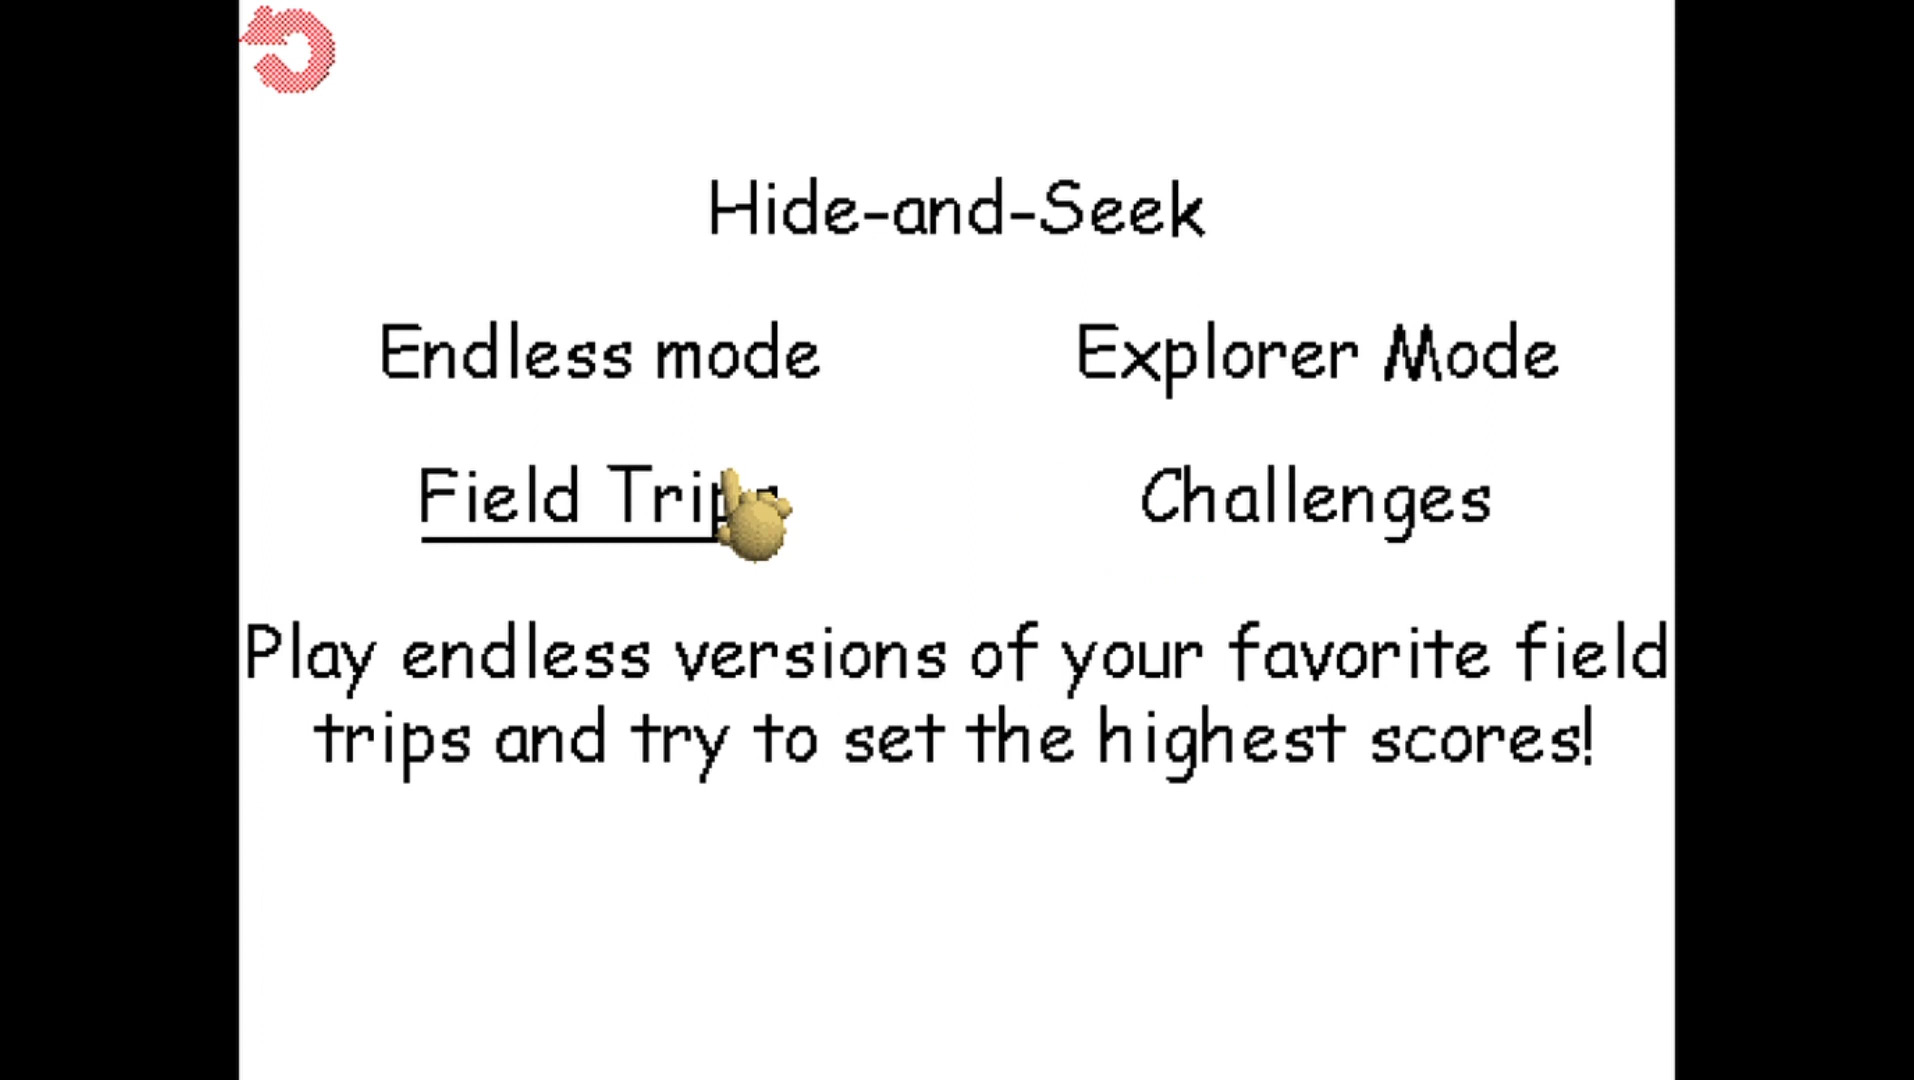 Hide-and-Seek
Endless mode
Explorer Mode
Field Trips
Challenges
Play endless versions of your favorite field
trips and try to set the highest scores!